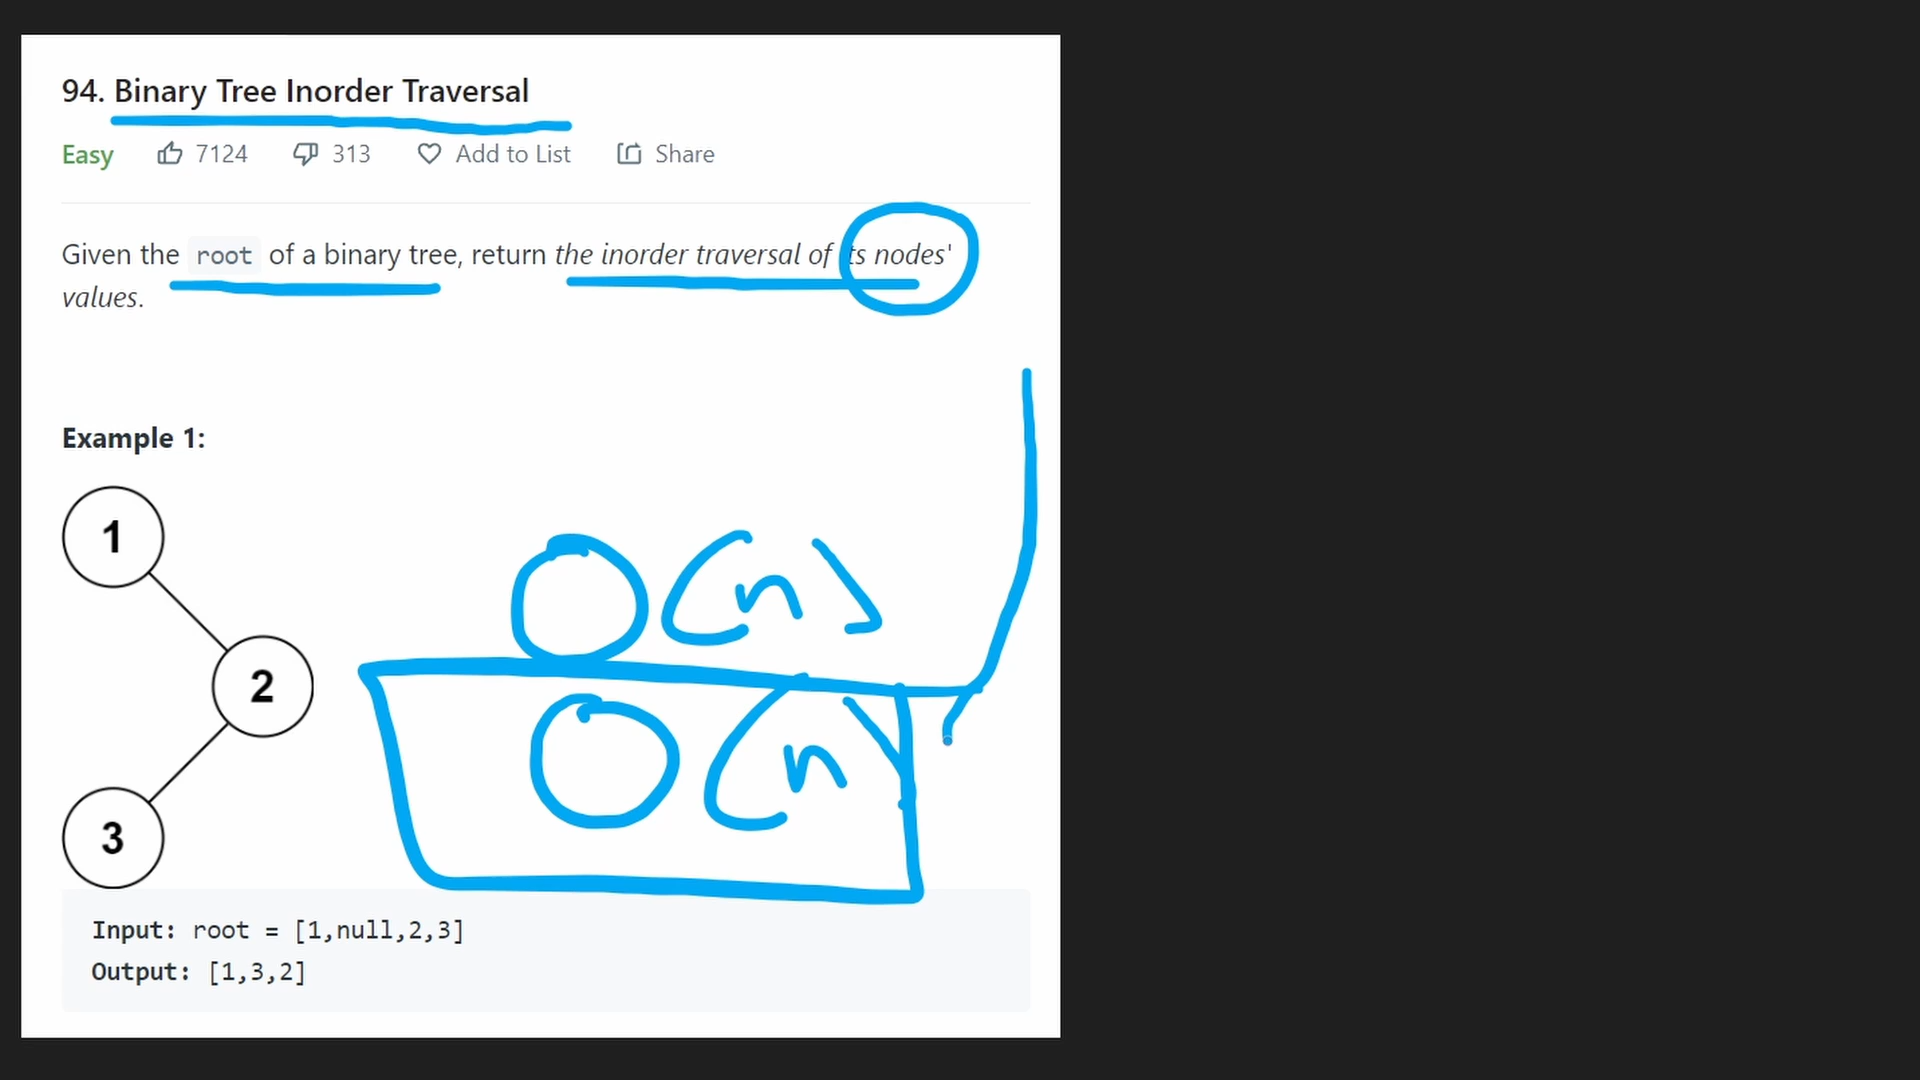 94. Binary Tree Inorder Traversal
Easy 7124 313 Add to List Share
Given the root of a binary tree, return the inorder traversal of its nodes'
values.
Example 1:
1
O(n)
2
O(n)
3
Input: root = [1,null,2,3]
Output: [1,3,2]